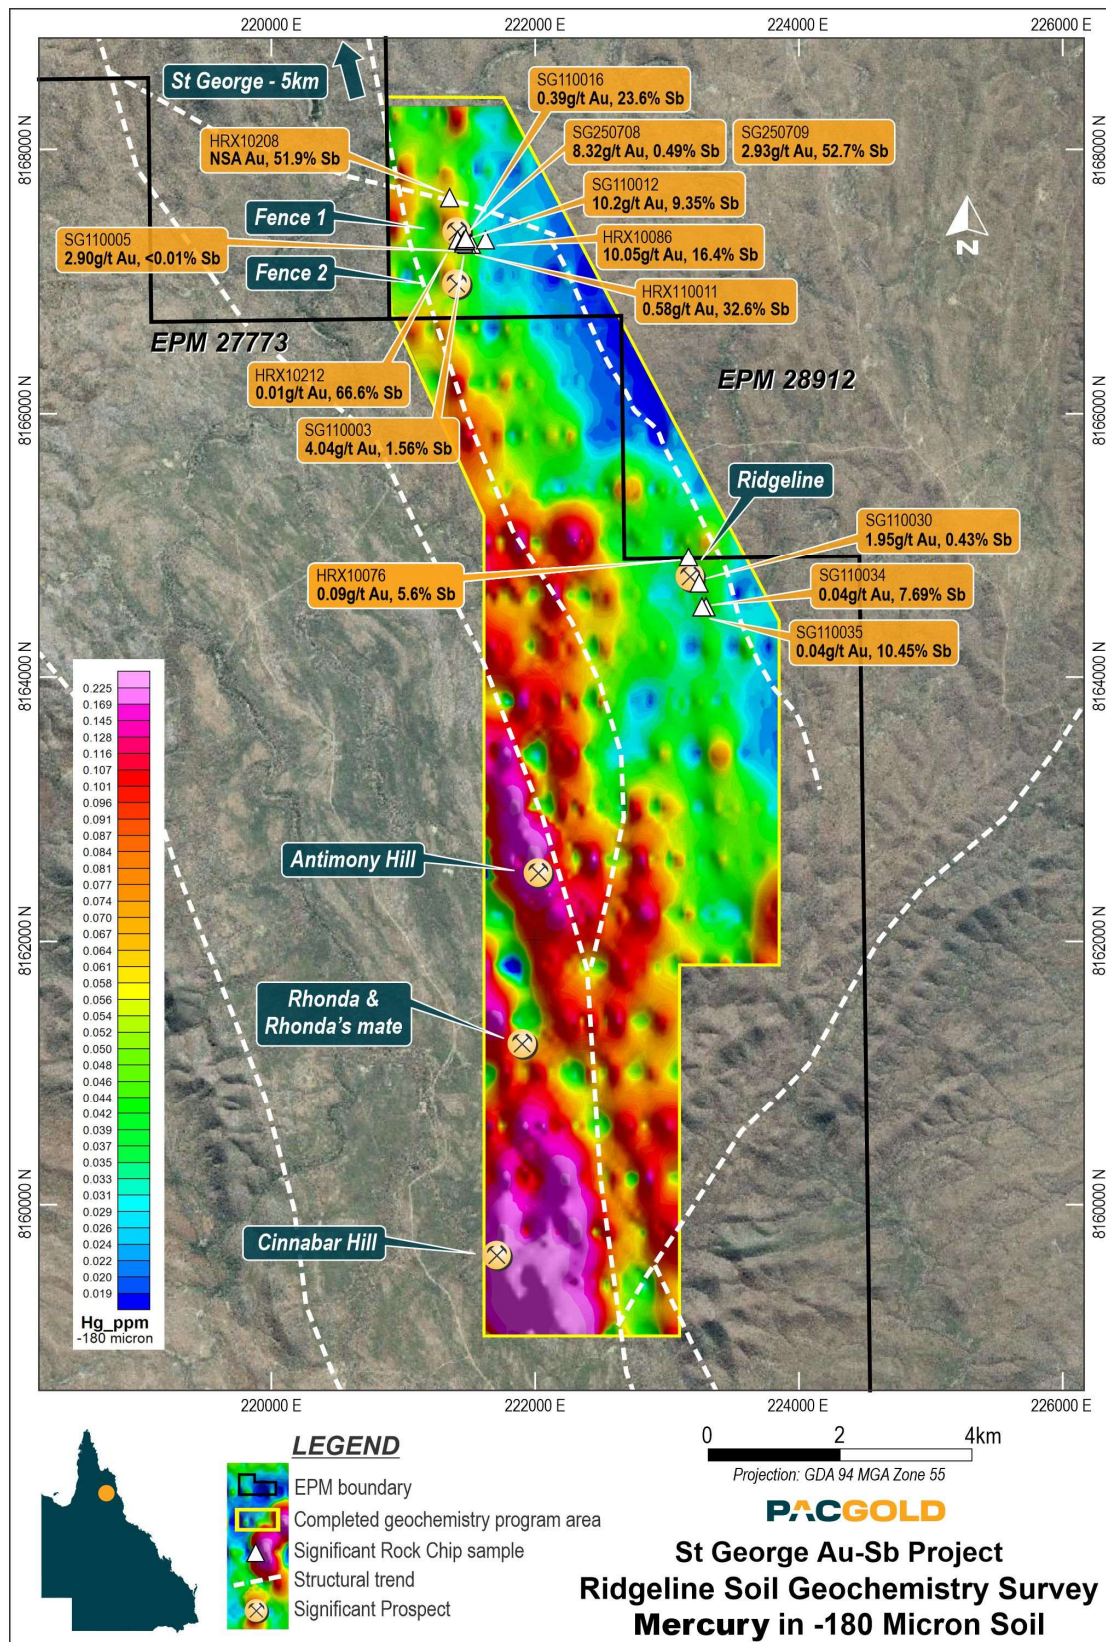 220000 E
222000 E
224000 E
226000 E
8168000 N
8166000 N
8164000 N
8162000 N
8160000 N
8168000 N
8166000 N
8164000 N
8162000 N
8160000 N
St George - 5km
SG110016
0.39g/t Au, 23.6% Sb
HRX10208
NSA Au, 51.9% Sb
SG250708
8.32g/t Au, 0.49% Sb
SG250709
2.93g/t Au, 52.7% Sb
SG110012
10.2g/t Au, 9.35% Sb
Fence 1
SG110005
2.90g/t Au, <0.01% Sb
HRX10086
10.05g/t Au, 16.4% Sb
Fence 2
HRX110011
0.58g/t Au, 32.6% Sb
N
EPM 27773
EPM 28912
HRX10212
0.01g/t Au, 66.6% Sb
SG110003
4.04g/t Au, 1.56% Sb
Ridgeline
SG110030
1.95g/t Au, 0.43% Sb
HRX10076
0.09g/t Au, 5.6% Sb
SG110034
0.04g/t Au, 7.69% Sb
SG110035
0.04g/t Au, 10.45% Sb
Antimony Hill
Rhonda &
Rhonda's mate
Cinnabar Hill
0.225
0.169
0.145
0.128
0.116
0.107
0.101
0.096
0.091
0.087
0.084
0.081
0.077
0.074
0.070
0.067
0.064
0.061
0.058
0.056
0.054
0.052
0.050
0.048
0.046
0.044
0.042
0.039
0.037
0.035
0.033
0.031
0.029
0.026
0.024
0.022
0.020
0.019
Hg_ppm
-180 micron
220000 E
222000 E
224000 E
226000 E
LEGEND
EPM boundary
Completed geochemistry program area
Significant Rock Chip sample
Structural trend
Significant Prospect
0 2 4km
Projection: GDA 94 MGA Zone 55
PACGOLD
St George Au-Sb Project
Ridgeline Soil Geochemistry Survey
Mercury in -180 Micron Soil